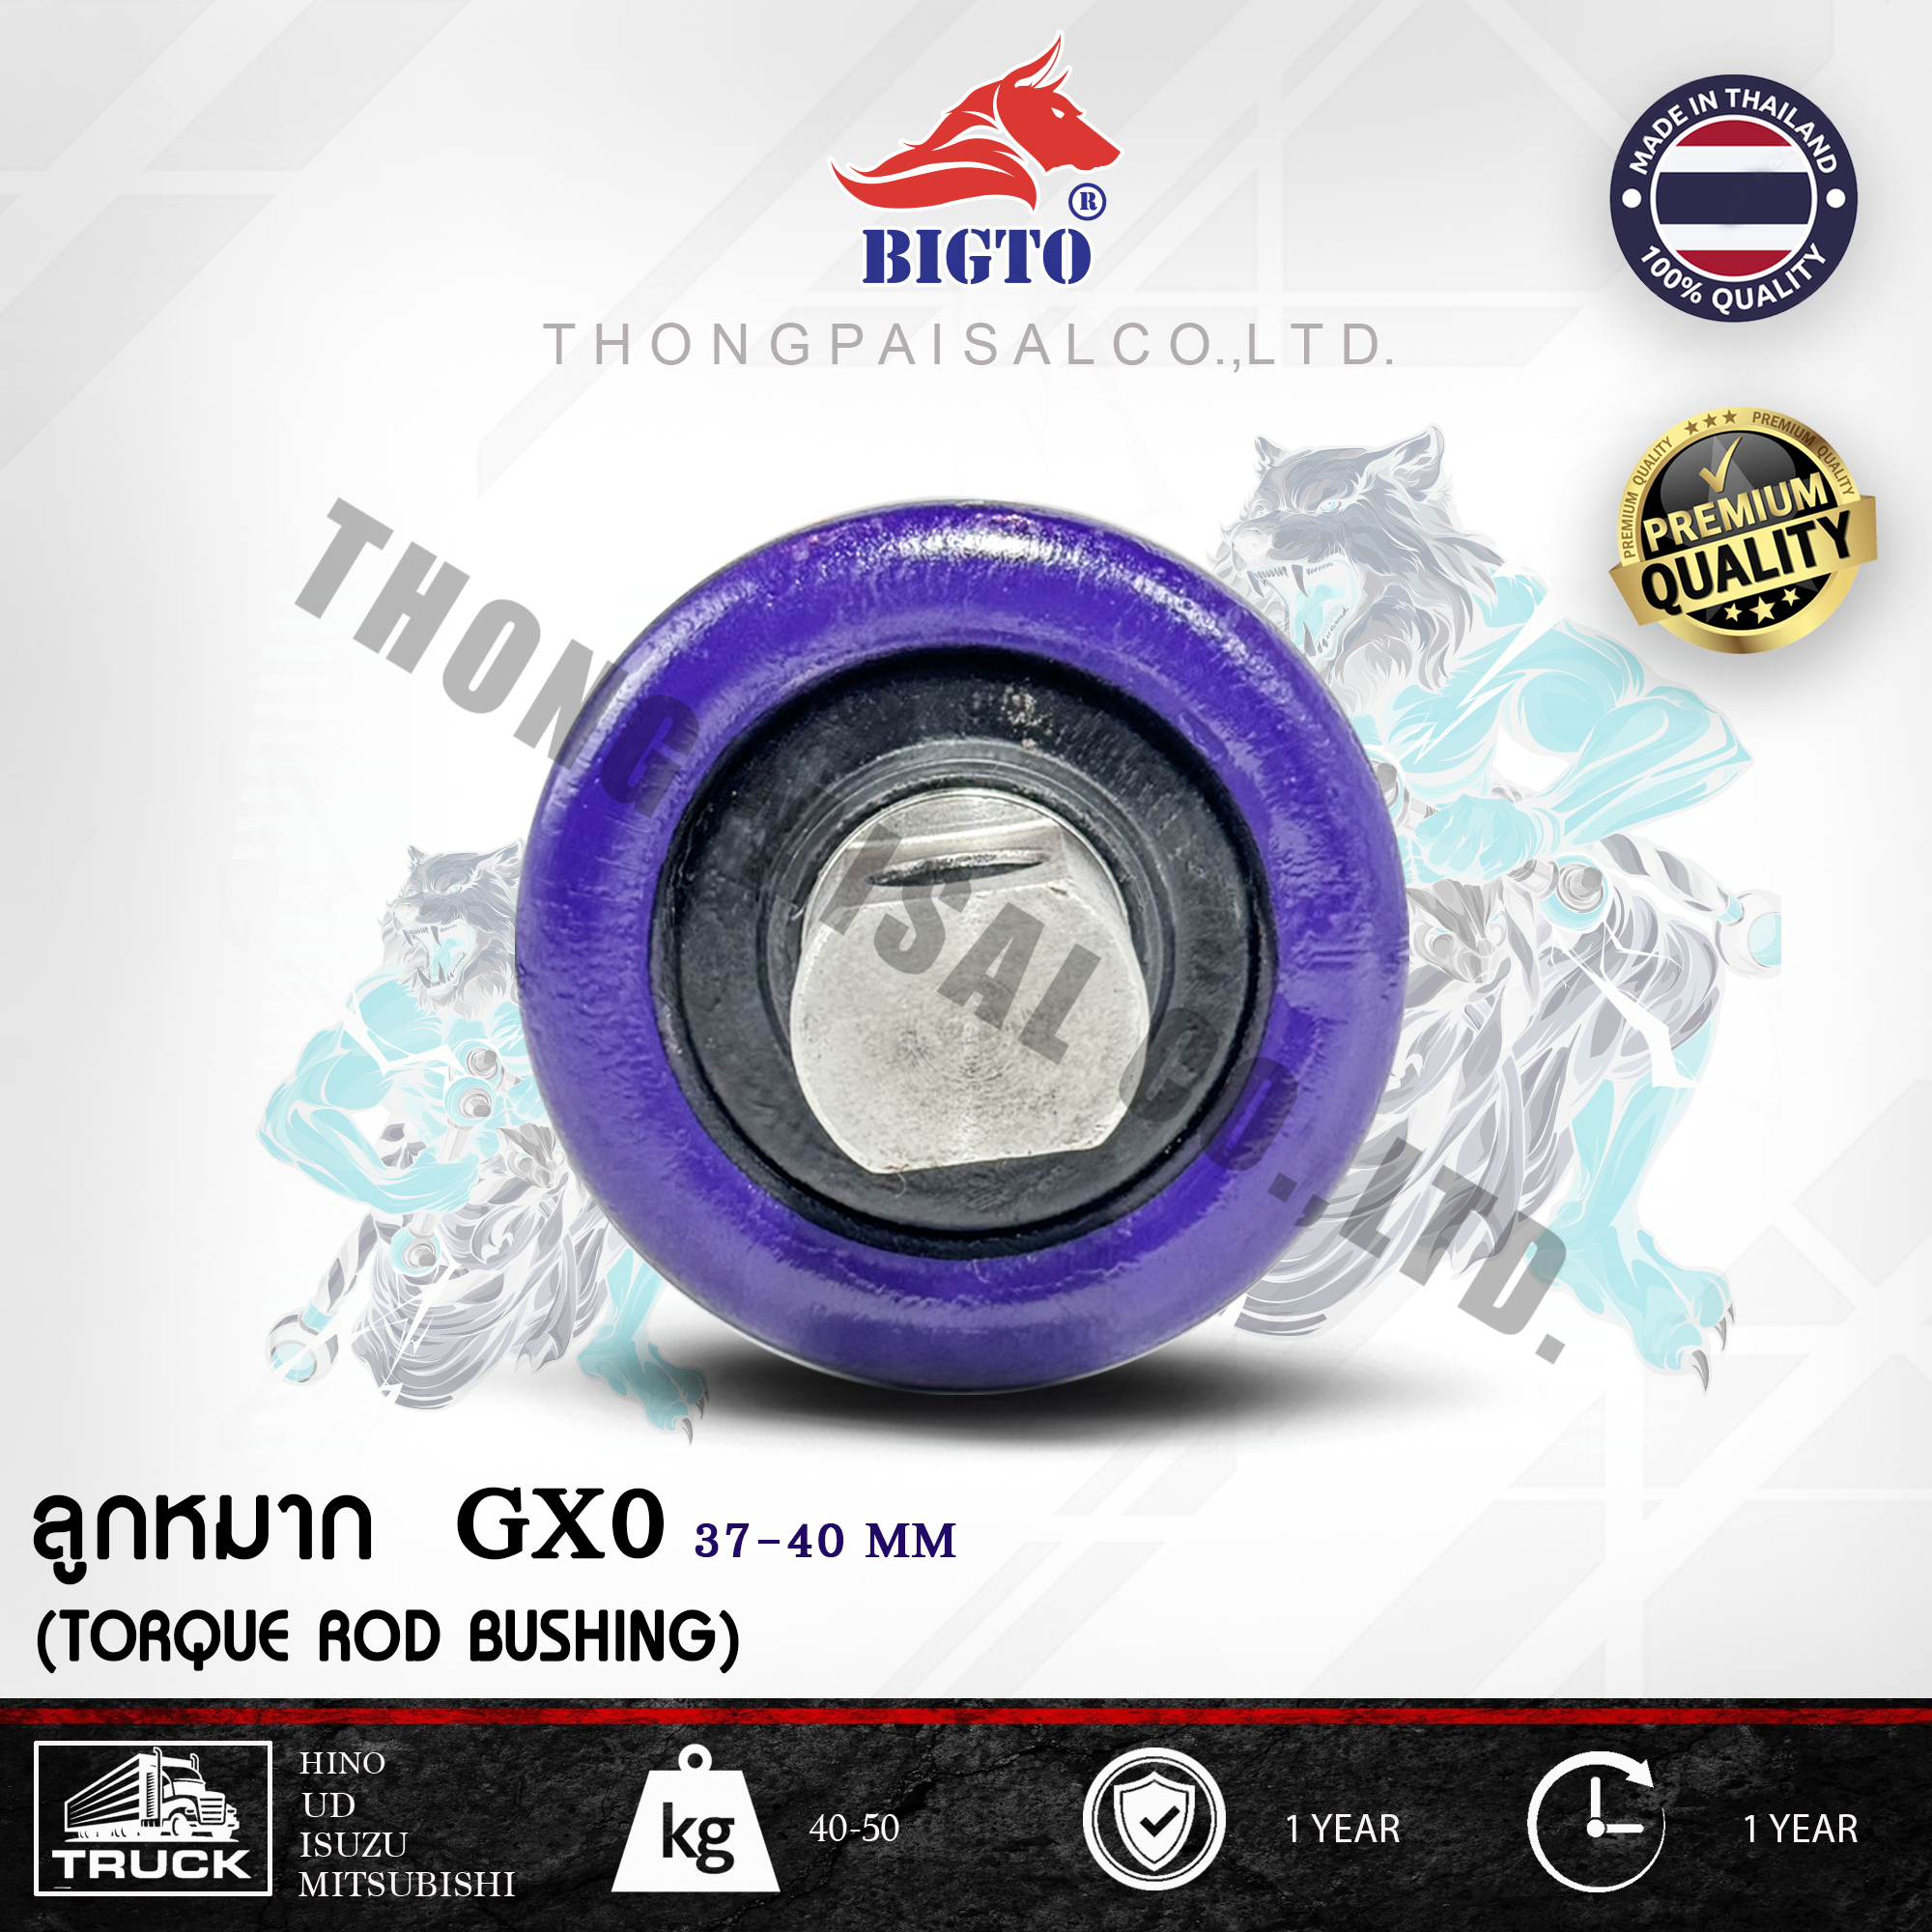 BIGTO
®
THONGPAISAL CO.,LTD.
MADE IN THAILAND
100% QUALITY
PREMIUM QUALITY ★★★ PREMIUM QUALITY
PREMIUM
QUALITY
THONGPAISAL CO.,LTD.
ลูกหมาก GX0 37-40 MM
(TORQUE ROD BUSHING)
TRUCK
HINO
UD
ISUZU
MITSUBISHI
kg
40-50
1 YEAR
1 YEAR